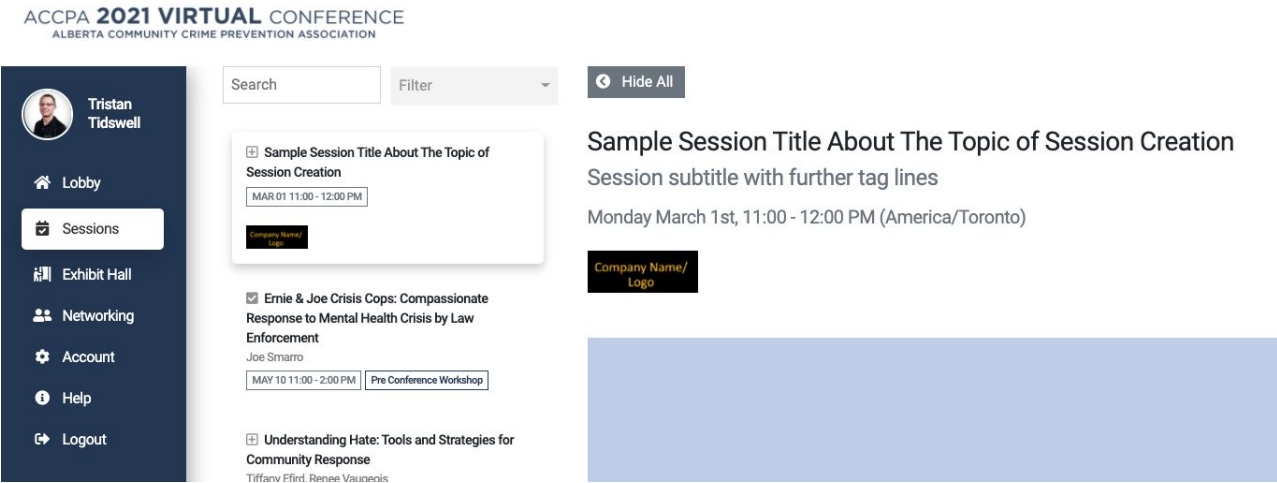 ACCPA 2021 VIRTUAL CONFERENCE
ALBERTA COMMUNITY CRIME PREVENTION ASSOCIATION
Tristan
Tidswell
Lobby
Sessions
Exhibit Hall
Networking
Account
Help
Logout
Search
Filter
Sample Session Title About The Topic of
Session Creation
MAR 01 11:00 - 12:00 PM
Company Name/
Logo
Ernie & Joe Crisis Cops: Compassionate
Response to Mental Health Crisis by Law
Enforcement
Joe Smarro
MAY 10 11:00 - 2:00 PM Pre Conference Workshop
Understanding Hate: Tools and Strategies for
Community Response
Tiffany Efird, Renee Vaugeois
Hide All
Sample Session Title About The Topic of Session Creation
Session subtitle with further tag lines
Monday March 1st, 11:00 - 12:00 PM (America/Toronto)
Company Name/
Logo